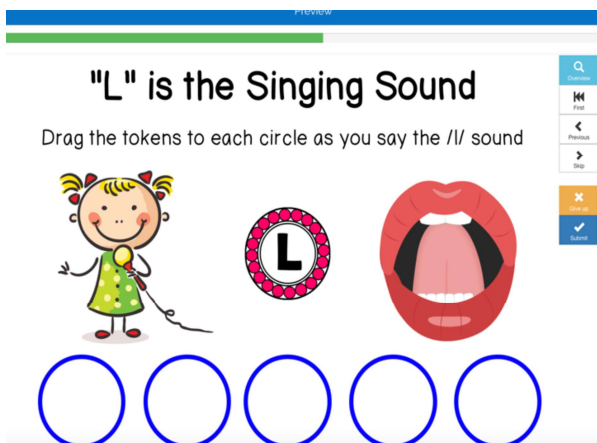 Preview
"L" is the Singing Sound
Drag the tokens to each circle as you say the /l/ sound
L
Overview
First
Previous
Skip
Give up
Submit